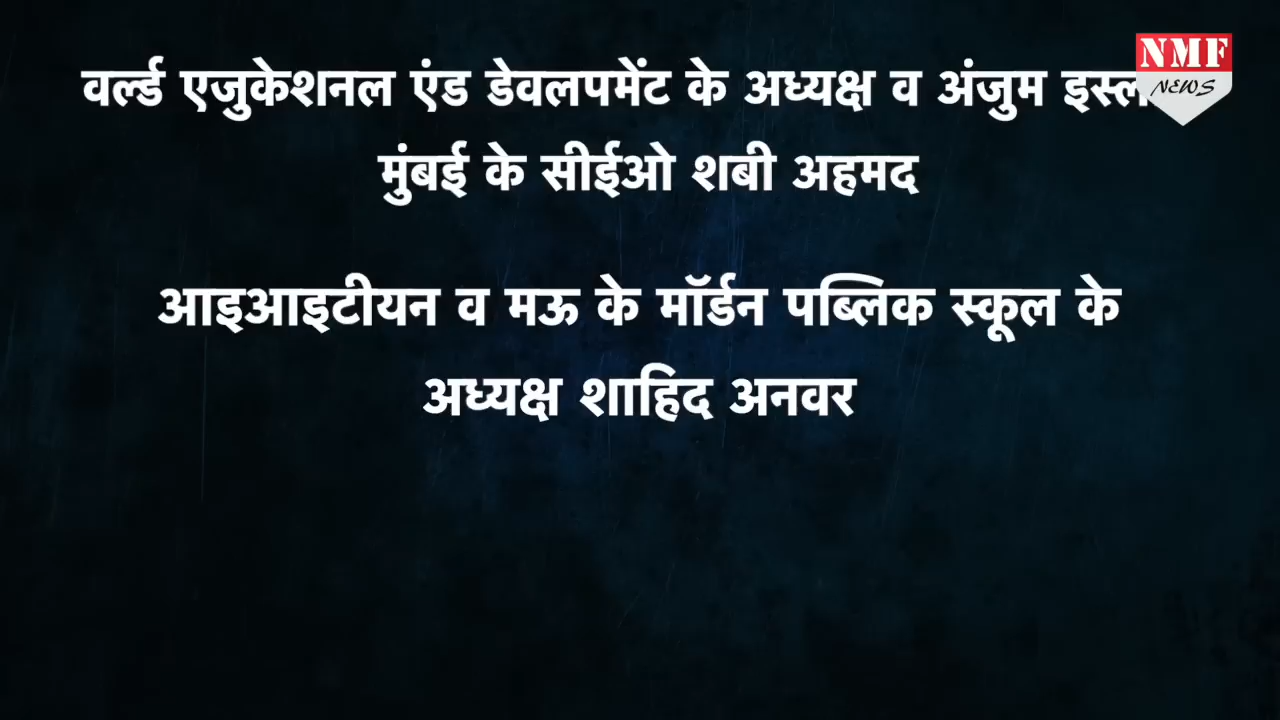 वर्ल्ड एजुकेशनल एंड डेवलपमेंट के अध्यक्ष व अंजुम
मुंबई के सीईओ शबी अहमद
आइआइटीयन व मऊ के मॉर्डन पब्लिक स्कूल के
अध्यक्ष शाहिद अनवर
NMF
NEWS